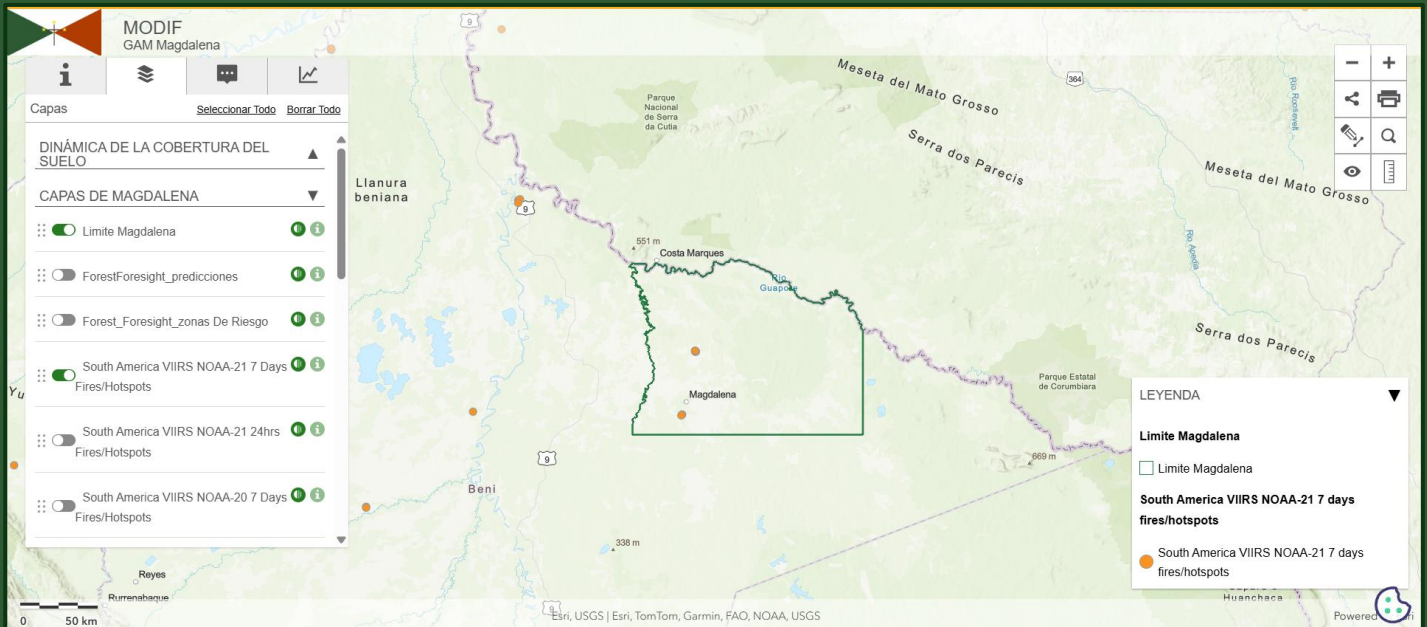 MODIF
GAM Magdalena
Capas
Seleccionar Todo
Borrar Todo
DINÁMICA DE LA COBERTURA DEL
SUELO
CAPAS DE MAGDALENA
Limite Magdalena
ForestForesight_predicciones
Forest_Foresight_zonas De Riesgo
South America VIIRS NOAA-21 7 Days
Fires/Hotspots
South America VIIRS NOAA-21 24hrs
Fires/Hotspots
South America VIIRS NOAA-20 7 Days
Fires/Hotspots
9
Parque
Nacional
de Serra
da Cutia
Meseta del Mato Grosso
364
Rio Roosevelt
Serra dos Parecis
Meseta del Mato Grosso
Llanura
beniana
9
551 m
Costa Marques
Rio
Guaporé
Rio Apedia
Serra dos Parecis
Parque Estatal
de Corumbiara
Magdalena
Yu
9
Beni
669 m
338 m
Reyes
Rurrenabaque
9
Huanchaca
LEYENDA
Limite Magdalena
Limite Magdalena
South America VIIRS NOAA-21 7 days
fires/hotspots
South America VIIRS NOAA-21 7 days
fires/hotspots
0 50 km
Esri, USGS | Esri, TomTom, Garmin, FAO, NOAA, USGS
Powered